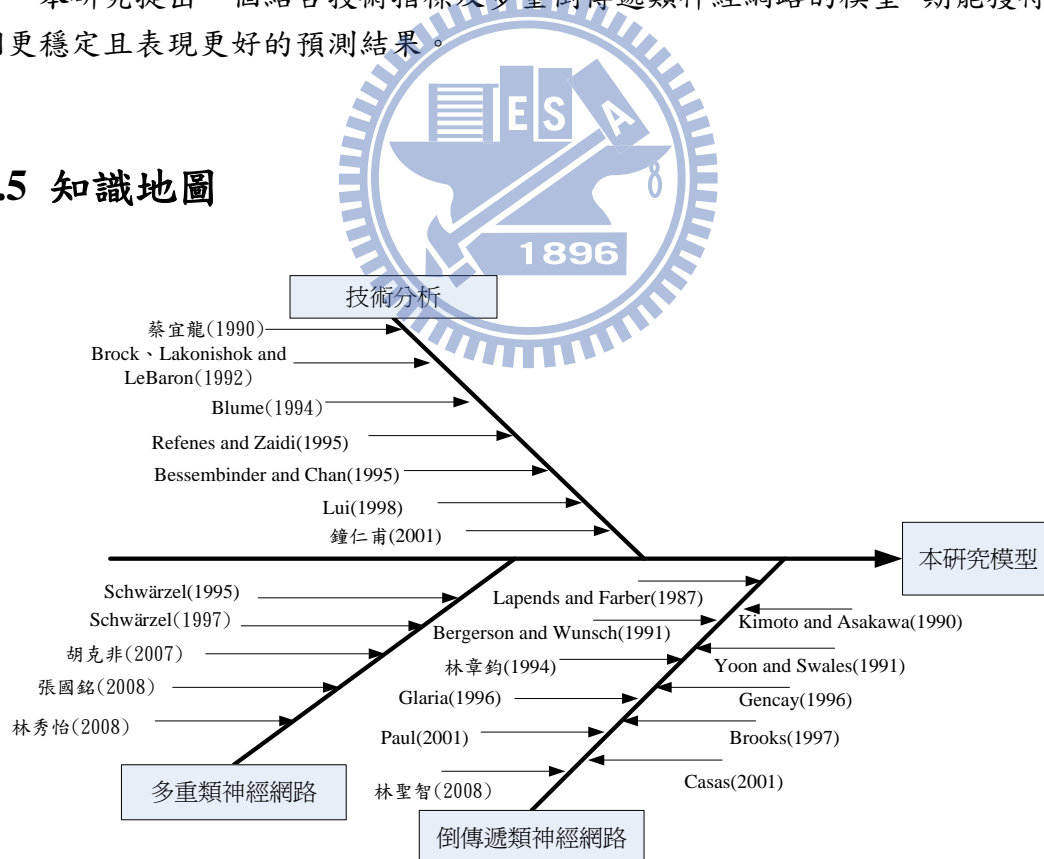 本研究提出一個結合技術指標及多重倒傳遞類神經網路的模型
更穩定且表現更好的預測結果。
ESA
1896
.5 知識地圖
技術分析
蔡宜龍(1990)
Brock、Lakonishok and
LeBaron(1992)
Blume(1994)
Refenes and Zaidi(1995)
Bessembinder and Chan(1995)
Lui(1998)
鐘仁甫(2001)
本研究模型
Schwärzel(1995)
Schwärzel(1997)
胡克非(2007)
張國銘(2008)
林秀怡(2008)
多重類神經網路
Lapends and Farber(1987)
Kimoto and Asakawa(1990)
Bergerson and Wunsch(1991)
Yoon and Swales(1991)
林章鈞(1994)
Gencay(1996)
Glaria(1996)
Brooks(1997)
Paul(2001)
Casas(2001)
林聖智(2008)
倒傳遞類神經網路